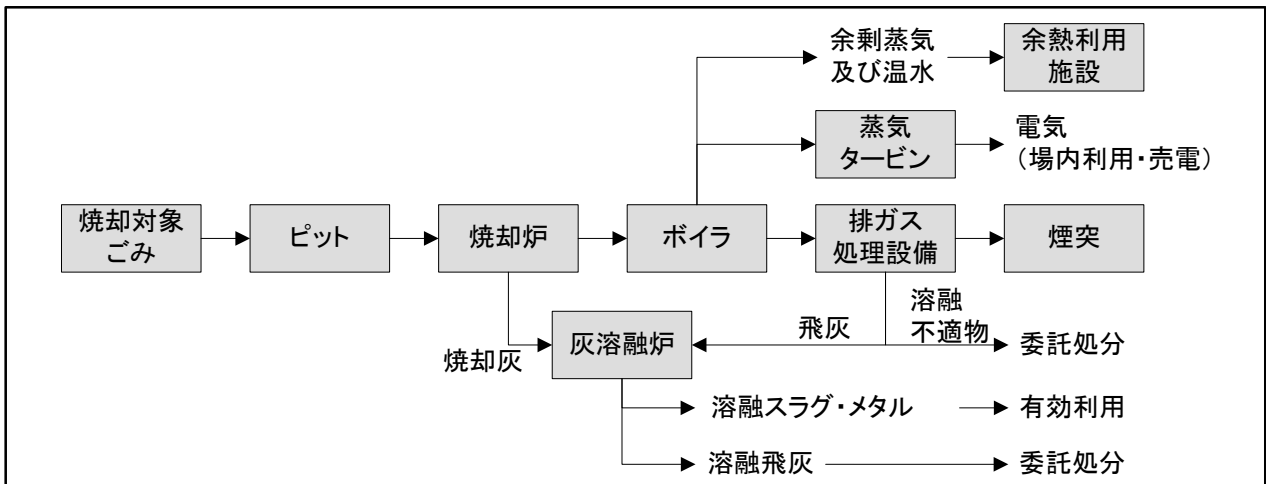 余剰蒸気
及び温水
余熱利用
施設
蒸気
タービン
電気
（場内利用・売電）
焼却対象
ごみ
ピット
焼却炉
ボイラ
排ガス
処理設備
煙突
溶融
不適物
飛灰
焼却灰
灰溶融炉
委託処分
溶融スラグ・メタル
有効利用
溶融飛灰
委託処分